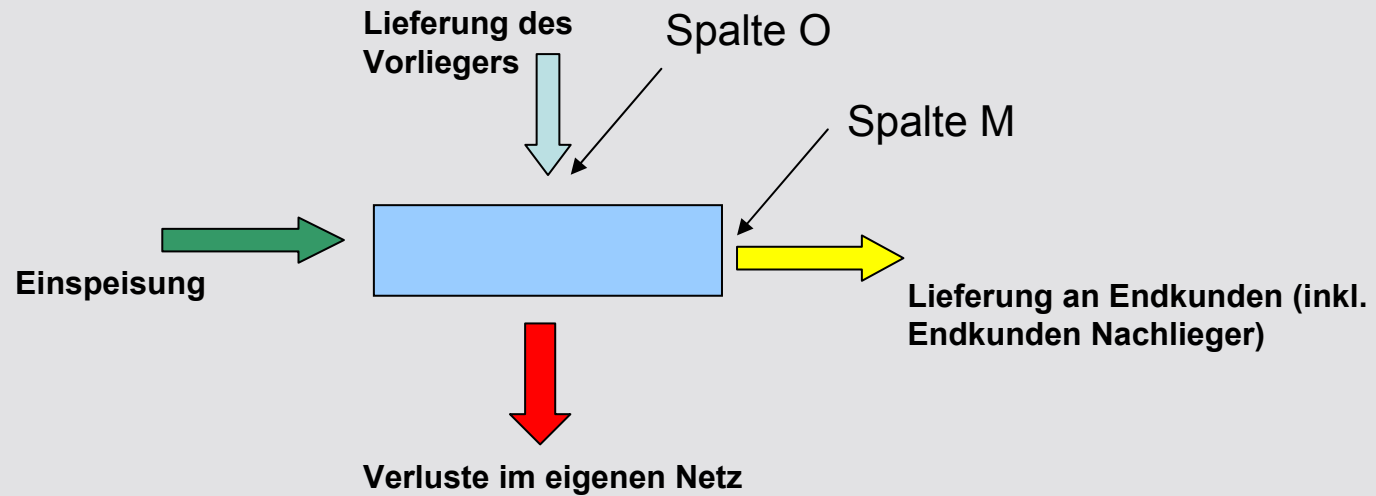 Lieferung des
Vorliegers
Spalte O
Spalte M
Einspeisung
Lieferung an Endkunden (inkl.
Endkunden Nachlieger)
Verluste im eigenen Netz